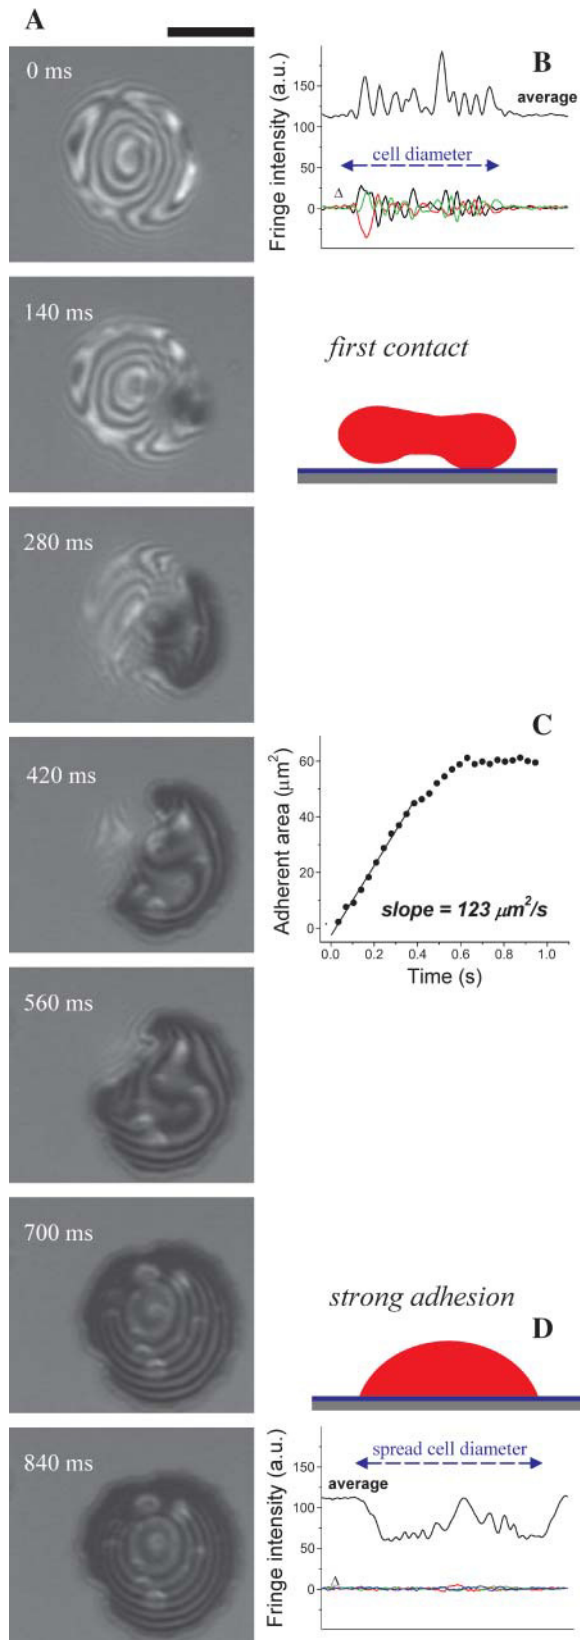 A
0 ms
140 ms
280 ms
420 ms
560 ms
700 ms
840 ms
B
Fringe intensity (a.u.)
150
100
50
0
average
cell diameter
Δ
first contact
C
Adherent area (μm²)
60
40
20
0
slope = 123 μm²/s
0.0 0.2 0.4 0.6 0.8 1.0
Time (s)
strong adhesion
D
Fringe intensity (a.u.)
150
100
50
0
spread cell diameter
average
Δ